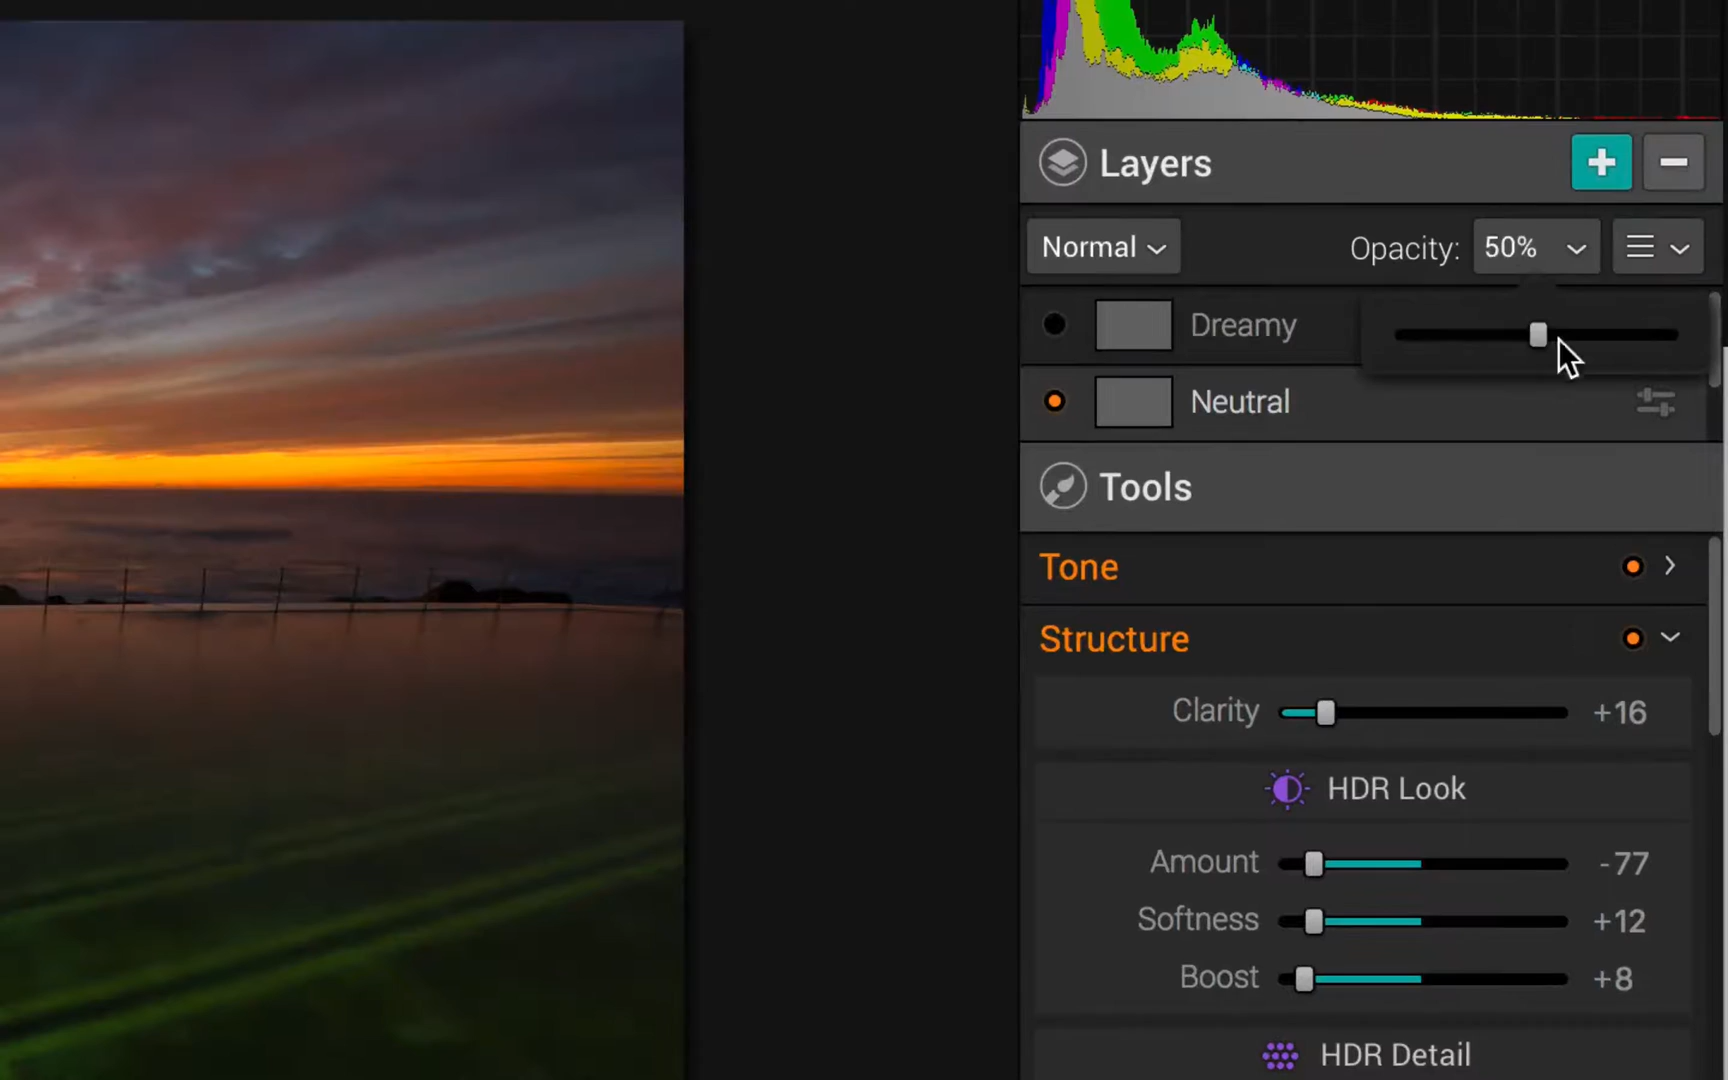 Layers
Normal Opacity: 50%
Dreamy
Neutral
Tools
Tone
Structure
Clarity +16
HDR Look
Amount -77
Softness +12
Boost +8
HDR Detail